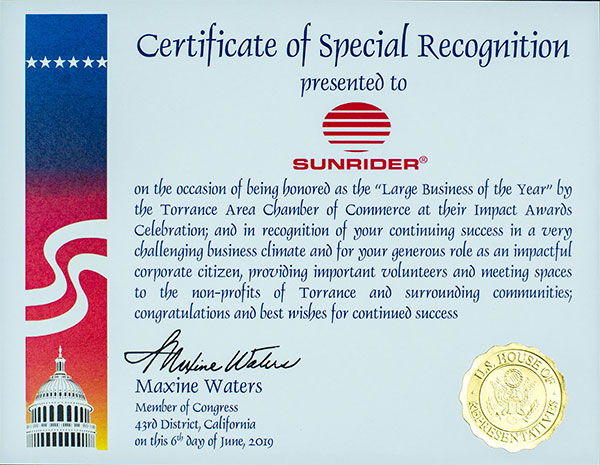 Certificate of Special Recognition
presented to
SUNRIDER®
on the occasion of being honored as the “Large Business of the Year” by
the Torrance Area Chamber of Commerce at their Impact Awards
Celebration; and in recognition of your continuing success in a very
challenging business climate and for your generous role as an impactful
corporate citizen, providing important volunteers and meeting spaces
to the non-profits of Torrance and surrounding communities;
congratulations and best wishes for continued success
Maxine Waters
Maxine Waters
Member of Congress
43rd District, California
on this 6th day of June, 2019
U.S. HOUSE OF
REPRESENTATIVES